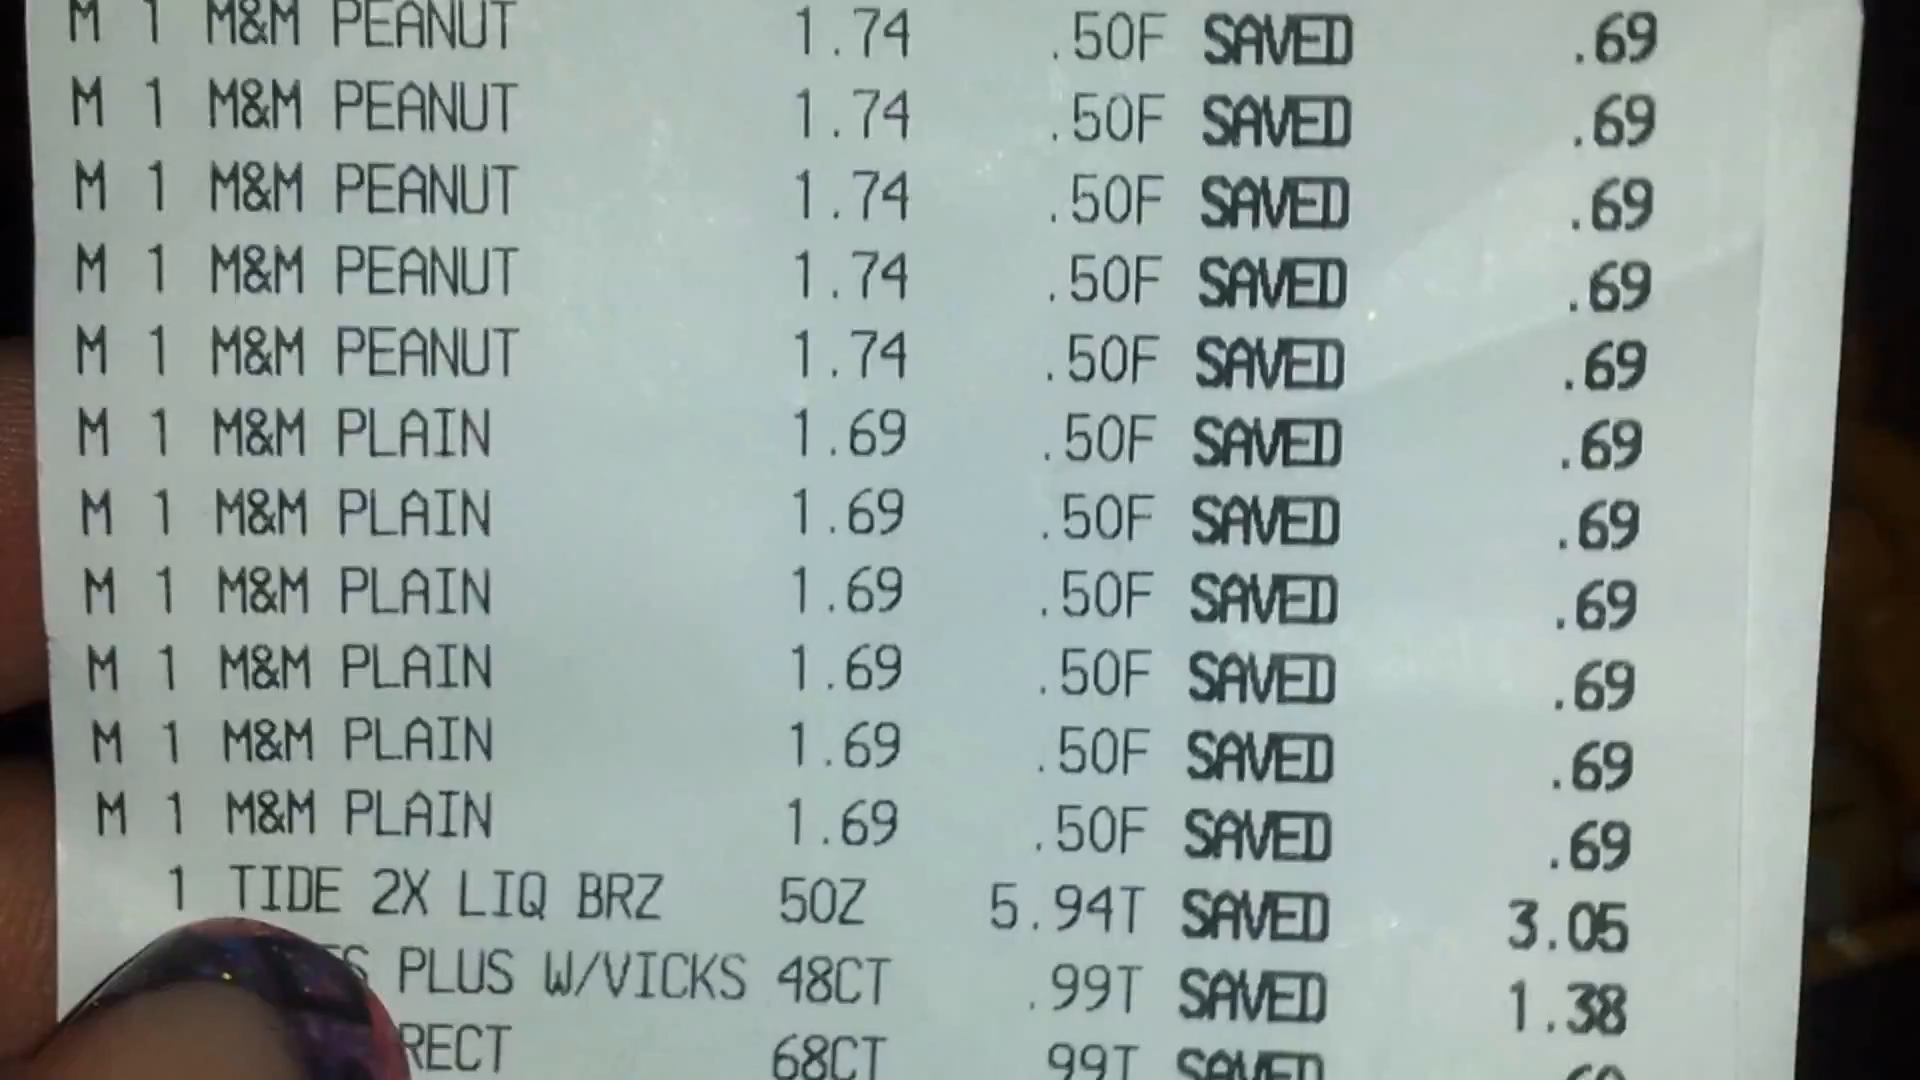 M 1 M&M PEANUT 1.74 .50F SAVED .69
M 1 M&M PEANUT 1.74 .50F SAVED .69
M 1 M&M PEANUT 1.74 .50F SAVED .69
M 1 M&M PEANUT 1.74 .50F SAVED .69
M 1 M&M PEANUT 1.74 .50F SAVED .69
M 1 M&M PLAIN 1.69 .50F SAVED .69
M 1 M&M PLAIN 1.69 .50F SAVED .69
M 1 M&M PLAIN 1.69 .50F SAVED .69
M 1 M&M PLAIN 1.69 .50F SAVED .69
M 1 M&M PLAIN 1.69 .50F SAVED .69
M 1 M&M PLAIN 1.69 .50F SAVED .69
1 TIDE 2X LIQ BRZ 50Z 5.94T SAVED 3.05
PLUS W/VICKS 48CT .99T SAVED 1.38
68CT 99T SAVED